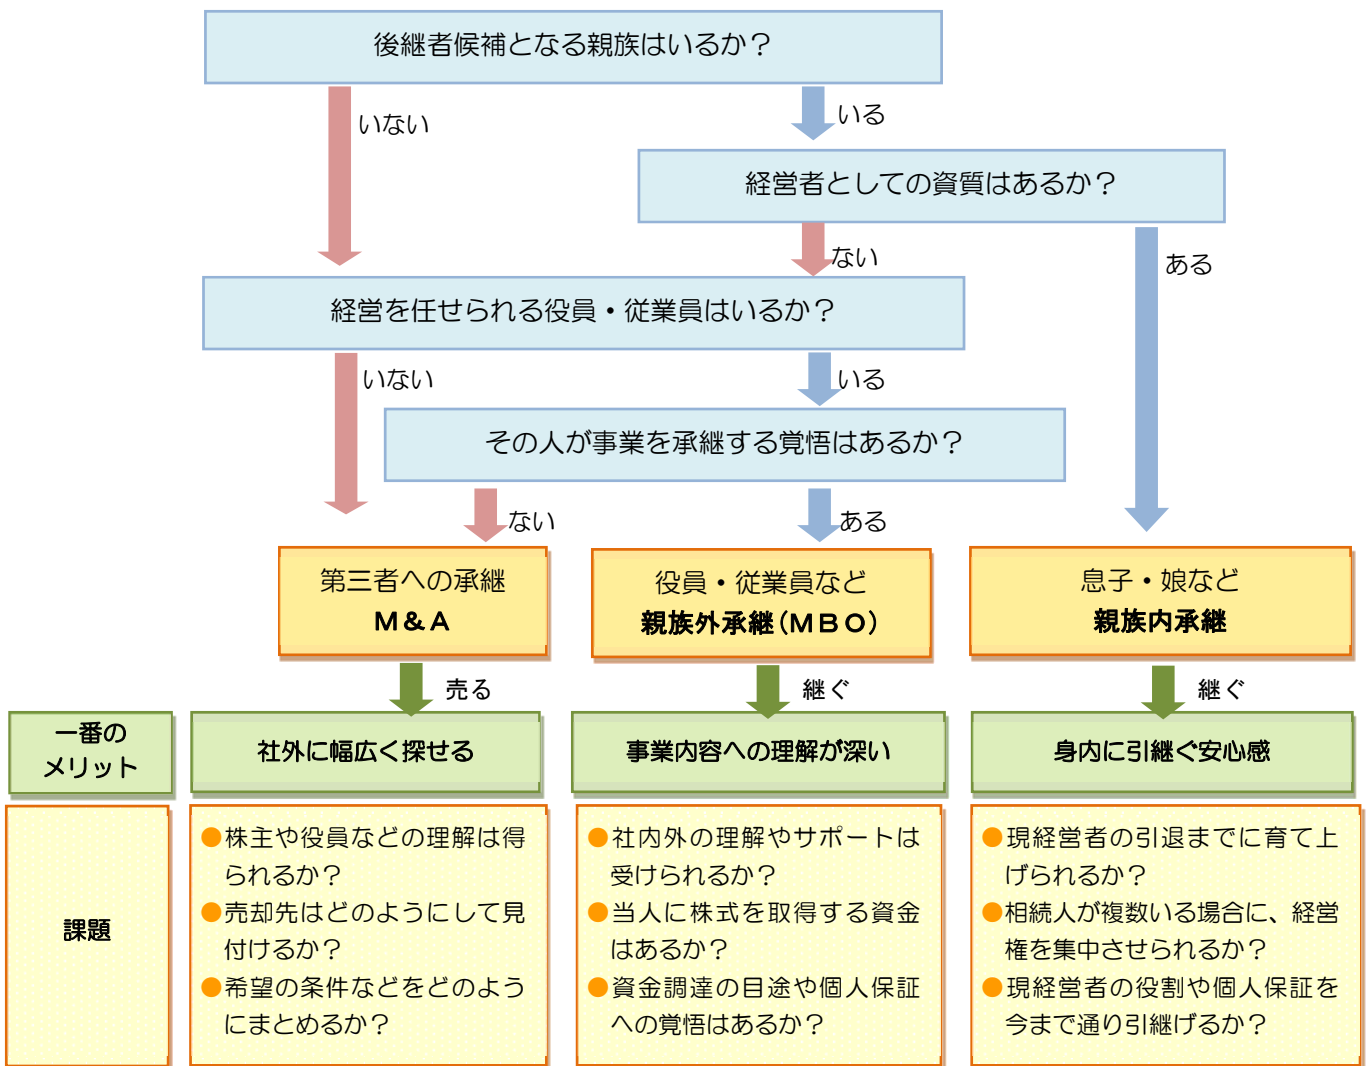 後継者候補となる親族はいるか？
いない
いる
経営者としての資質はあるか？
ない
ある
経営を任せられる役員・従業員はいるか？
いない
いる
その人が事業を承継する覚悟はあるか？
ない
ある
第三者への承継
Ｍ＆Ａ
役員・従業員など
親族外承継(ＭＢＯ)
息子・娘など
親族内承継
売る
継ぐ
継ぐ
一番の
メリット
社外に幅広く探せる
事業内容への理解が深い
身内に引継ぐ安心感
課題
●株主や役員などの理解は得
られるか？
●売却先はどのようにして見
付けるか？
●希望の条件などをどのよう
にまとめるか？
●社内外の理解やサポートは
受けられるか？
●当人に株式を取得する資金
はあるか？
●資金調達の目途や個人保証
への覚悟はあるか？
●現経営者の引退までに育て上
げられるか？
●相続人が複数いる場合に、経営
権を集中させられるか？
●現経営者の役割や個人保証を
今まで通り引継げるか？